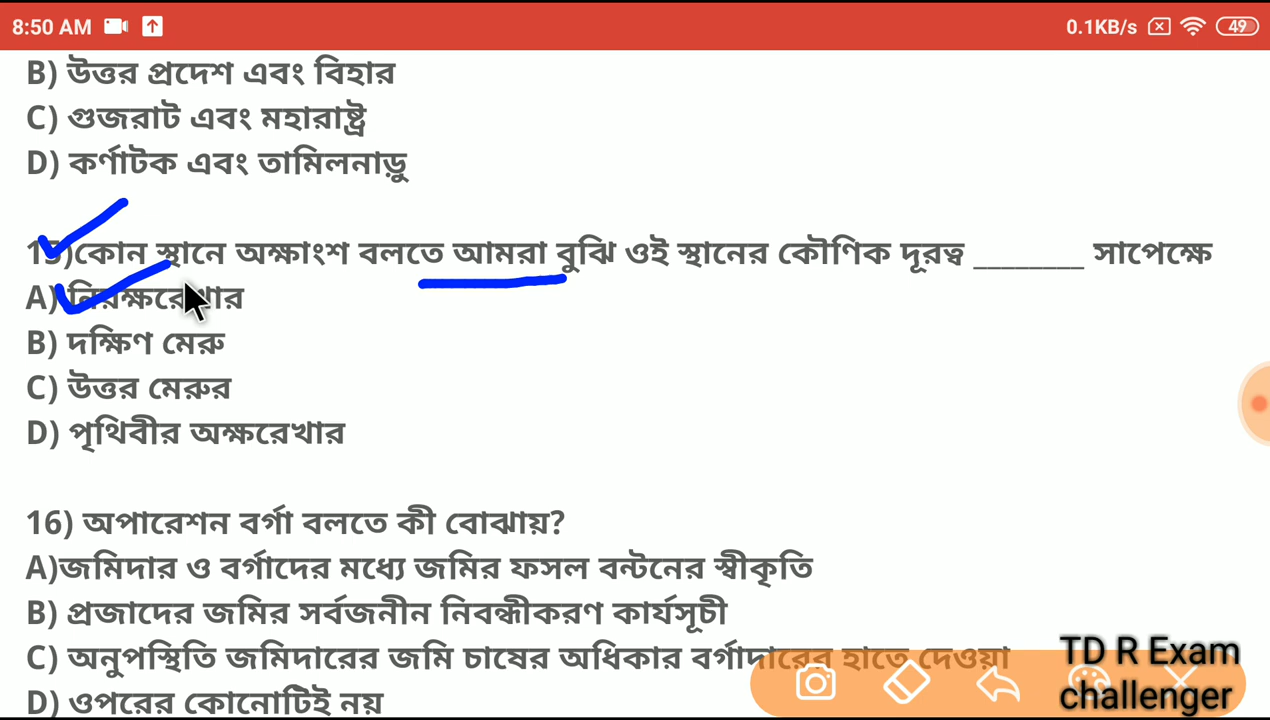 8:50 AM 0.1KB/s 49
B) উত্তর প্রদেশ এবং বিহার
C) গুজরাট এবং মহারাষ্ট্র
D) কর্ণাটক এবং তামিলনাড়ু
15)কোন স্থানে অক্ষাংশ বলতে আমরা বুঝি ওই স্থানের কৌণিক দূরত্ব ________ সাপেক্ষে
A) নিরক্ষরেখার
B) দক্ষিণ মেরু
C) উত্তর মেরুর
D) পৃথিবীর অক্ষরেখার
16) অপারেশন বর্গা বলতে কী বোঝায়?
A)জমিদার ও বর্গাদের মধ্যে জমির ফসল বন্টনের স্বীকৃতি
B) প্রজাদের জমির সর্বজনীন নিবন্ধীকরণ কার্যসূচী
C) অনুপস্থিতি জমিদারের জমি চাষের অধিকার বর্গাদারের হাতে দেওয়া
D) ওপরের কোনোটিই নয়
TD R Exam
challenger